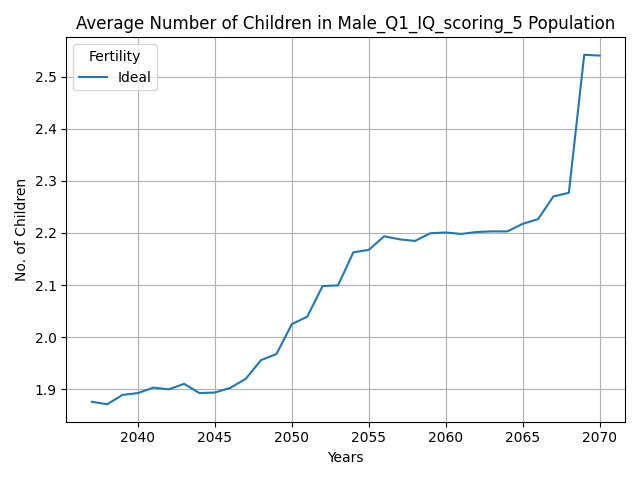 Average Number of Children in Male_Q1_IQ_scoring_5 Population
Fertility
Ideal
No. of Children
2.5
2.4
2.3
2.2
2.1
2.0
1.9
2040 2045 2050 2055 2060 2065 2070
Years